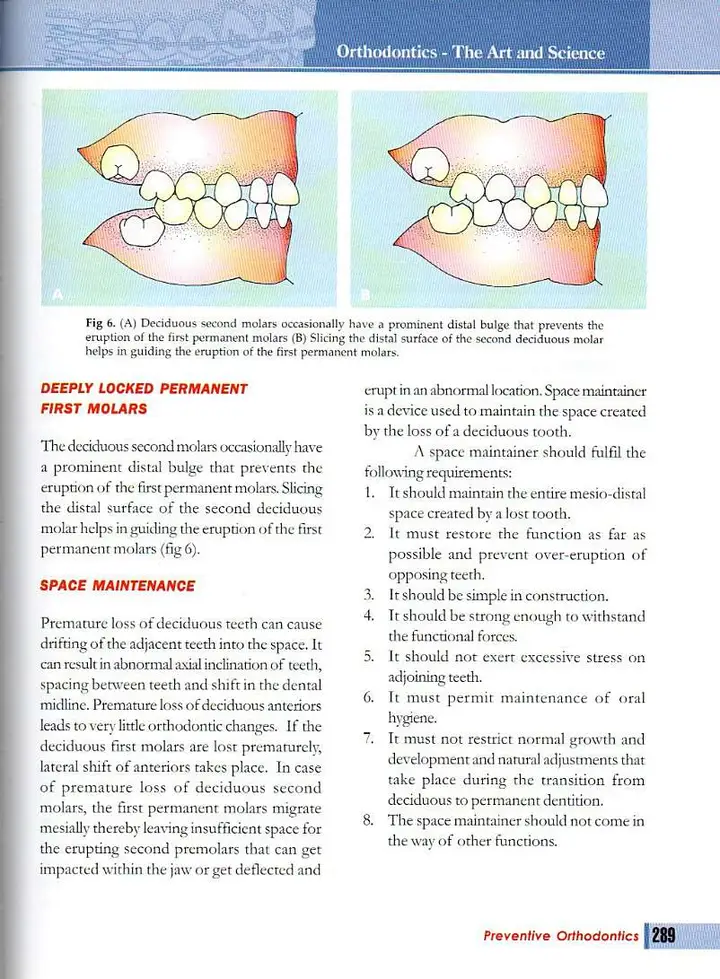 Orthodontics - The Art and Science
A
B
Fig 6. (A) Deciduous second molars occasionally have a prominent distal bulge that prevents the
eruption of the first permanent molars (B) Slicing the distal surface of the second deciduous molar
helps in guiding the eruption of the first permanent molars.
DEEPLY LOCKED PERMANENT
FIRST MOLARS
The deciduous second molars occasionally have
a prominent distal bulge that prevents the
eruption of the first permanent molars. Slicing
the distal surface of the second deciduous
molar helps in guiding the eruption of the first
permanent molars (fig 6).
SPACE MAINTENANCE
Premature loss of deciduous teeth can cause
drifting of the adjacent teeth into the space. It
can result in abnormal axial inclination of teeth,
spacing between teeth and shift in the dental
midline. Premature loss of deciduous anteriors
leads to very little orthodontic changes. If the
deciduous first molars are lost prematurely,
lateral shift of anteriors takes place. In case
of premature loss of deciduous second
molars, the first permanent molars migrate
mesially thereby leaving insufficient space for
the erupting second premolars that can get
impacted within the jaw or get deflected and
erupt in an abnormal location. Space maintainer
is a device used to maintain the space created
by the loss of a deciduous tooth.
A space maintainer should fulfil the
following requirements:
1. It should maintain the entire mesio-distal
space created by a lost tooth.
2. It must restore the function as far as
possible and prevent over-eruption of
opposing teeth.
3. It should be simple in construction.
4. It should be strong enough to withstand
the functional forces.
5. It should not exert excessive stress on
adjoining teeth.
6. It must permit maintenance of oral
hygiene.
7. It must not restrict normal growth and
development and natural adjustments that
take place during the transition from
deciduous to permanent dentition.
8. The space maintainer should not come in
the way of other functions.
Preventive Orthodontics 289